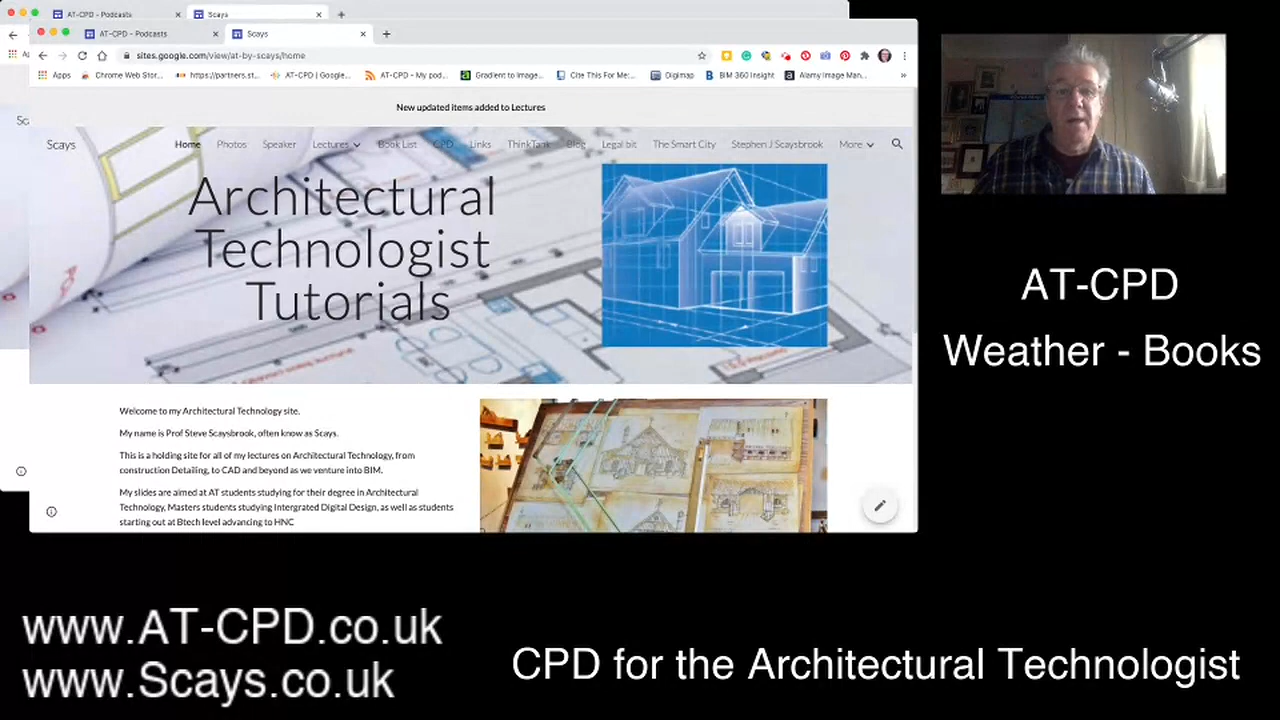 AT-CPD - Podcasts
Scays
AT-CPD - Podcasts
Scays
sites.google.com/view/at-by-scays/home
Apps
Chrome Web Stor...
https://partners.st...
AT-CPD | Google...
AT-CPD - My pod...
Gradient to Image...
Cite This For Me:...
Digimap
BIM 360 Insight
Alamy Image Man...
New updated items added to Lectures
Scays
Home
Photos
Speaker
Lectures
Book List
CPD
Links
ThinkTank
Blog
Legal bit
The Smart City
Stephen J Scaysbrook
More
Architectural
Technologist
Tutorials
Welcome to my Architectural Technology site.
My name is Prof Steve Scaysbrook, often know as Scays.
This is a holding site for all of my lectures on Architectural Technology, from
construction Detailing, to CAD and beyond as we venture into BIM.
My slides are aimed at AT students studying for their degree in Architectural
Technology, Masters students studying Intergrated Digital Design, as well as students
starting out at Btech level advancing to HNC
AT-CPD
Weather - Books
www.AT-CPD.co.uk
www.Scays.co.uk
CPD for the Architectural Technologist